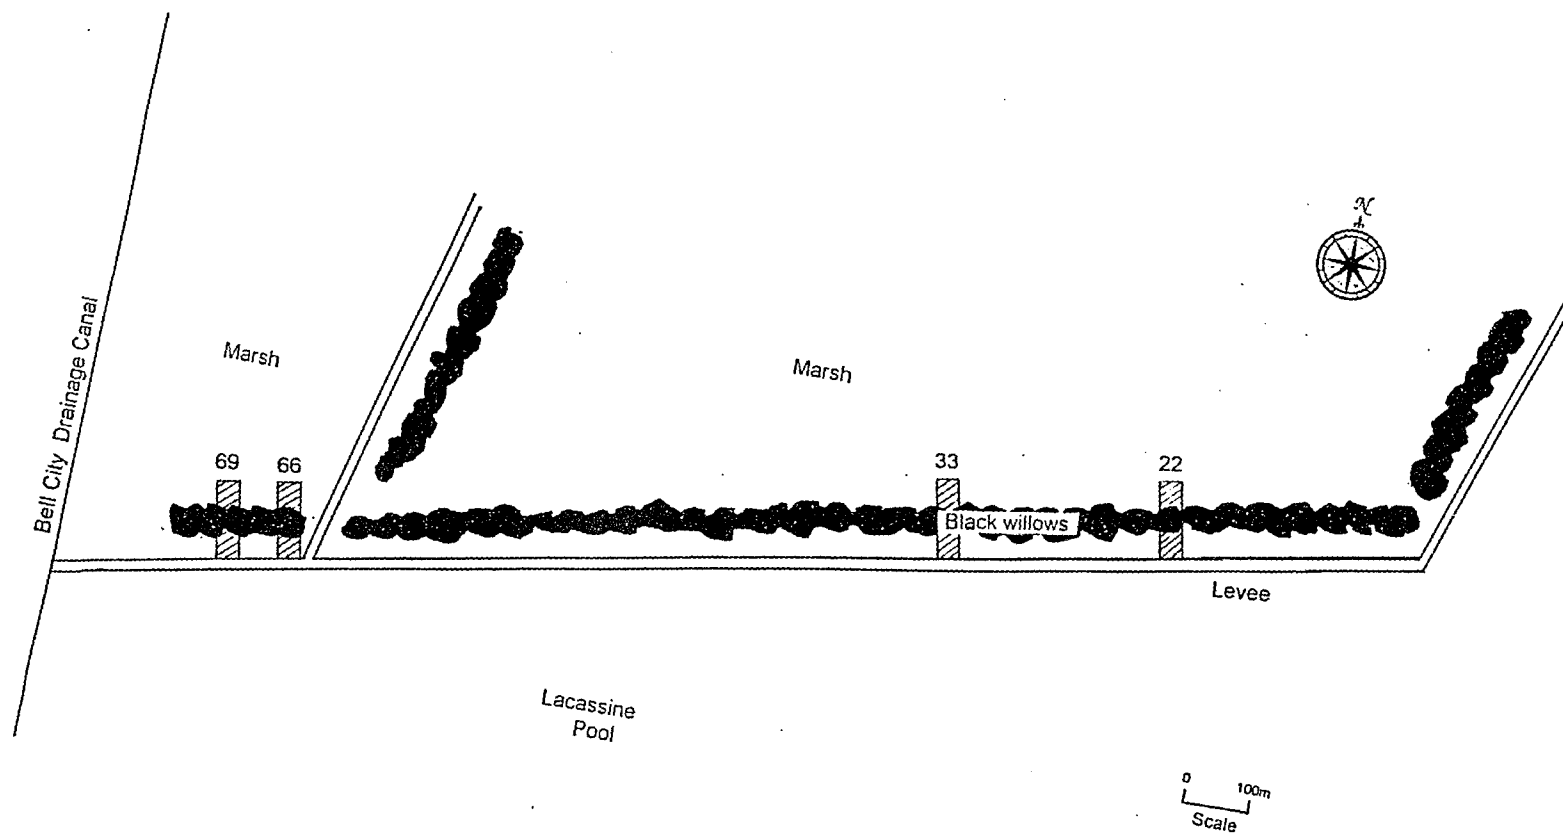 N
Bell City Drainage Canal
Marsh
Marsh
69
66
33
22
Black willows
Levee
Lacassine
Pool
0
100m
Scale